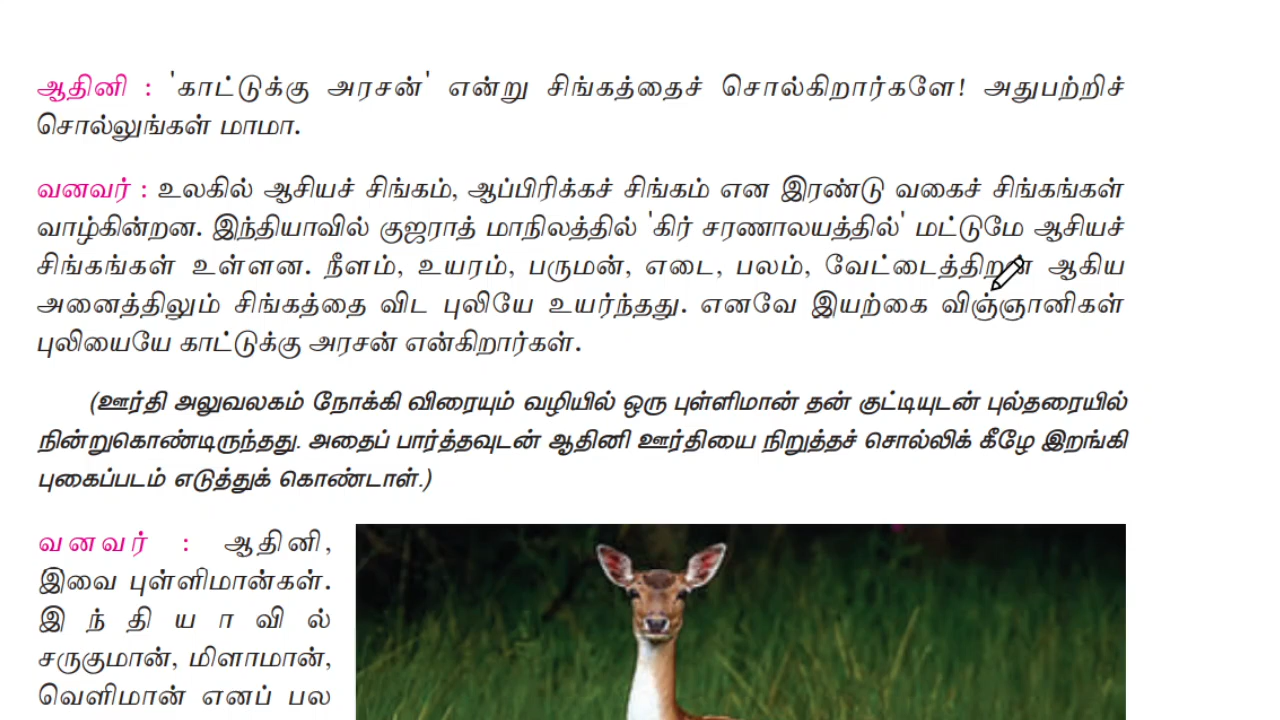 ஆதினி : 'காட்டுக்கு அரசன்' என்று சிங்கத்தைச் சொல்கிறார்களே! அதுபற்றிச்
சொல்லுங்கள் மாமா.
வனவர் : உலகில் ஆசியச் சிங்கம், ஆப்பிரிக்கச் சிங்கம் என இரண்டு வகைச் சிங்கங்கள்
வாழ்கின்றன. இந்தியாவில் குஜராத் மாநிலத்தில் 'கிர் சரணாலயத்தில்' மட்டுமே ஆசியச்
சிங்கங்கள் உள்ளன. நீளம், உயரம், பருமன், எடை, பலம், வேட்டைத்திறன் ஆகிய
அனைத்திலும் சிங்கத்தை விட புலியே உயர்ந்தது. எனவே இயற்கை விஞ்ஞானிகள்
புலியையே காட்டுக்கு அரசன் என்கிறார்கள்.
(ஊர்தி அலுவலகம் நோக்கி விரையும் வழியில் ஒரு புள்ளிமான் தன் குட்டியுடன் புல்தரையில்
நின்றுகொண்டிருந்தது. அதைப் பார்த்தவுடன் ஆதினி ஊர்தியை நிறுத்தச் சொல்லிக் கீழே இறங்கி
புகைப்படம் எடுத்துக் கொண்டாள்.)
வனவர் : ஆதினி,
இவை புள்ளிமான்கள்.
இந்தியாவில்
சருகுமான், மிளாமான்,
வெளிமான் எனப் பல